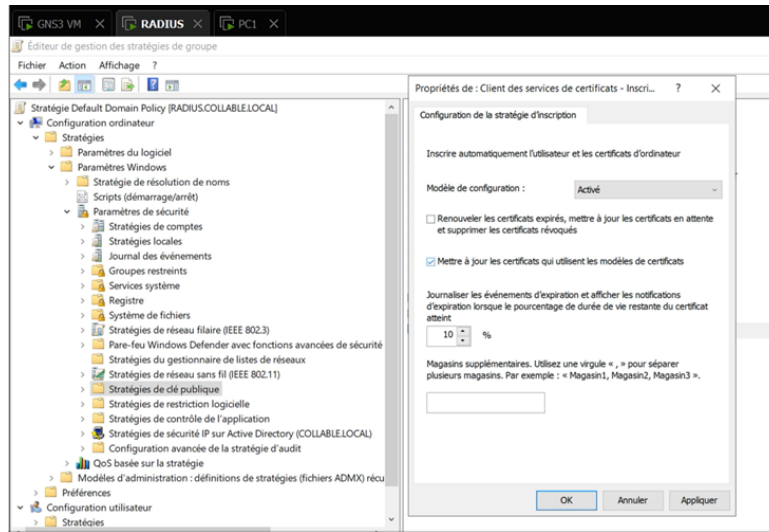 GNS3 VM
RADIUS
PC1
Éditeur de gestion des stratégies de groupe
Fichier Action Affichage ?
Stratégie Default Domain Policy [RADIUS.COLLABLE.LOCAL]
Configuration ordinateur
Stratégies
Paramètres du logiciel
Paramètres Windows
Stratégie de résolution de noms
Scripts (démarrage/arrêt)
Paramètres de sécurité
Stratégies de comptes
Stratégies locales
Journal des événements
Groupes restreints
Services système
Registre
Système de fichiers
Stratégies de réseau filaire (IEEE 802.3)
Pare-feu Windows Defender avec fonctions avancées de sécurité
Stratégies du gestionnaire de listes de réseaux
Stratégies de réseau sans fil (IEEE 802.11)
Stratégies de clé publique
Stratégies de restriction logicielle
Stratégies de contrôle de l'application
Stratégies de sécurité IP sur Active Directory (COLLABLE.LOCAL)
Configuration avancée de la stratégie d'audit
QoS basée sur la stratégie
Modèles d'administration : définitions de stratégies (fichiers ADMX) récu
Préférences
Configuration utilisateur
Stratégies
Propriétés de : Client des services de certificats - Inscri... ?
Configuration de la stratégie d'inscription
Inscrire automatiquement l'utilisateur et les certificats d'ordinateur
Modèle de configuration : Activé
Renouveler les certificats expirés, mettre à jour les certificats en attente
et supprimer les certificats révoqués
Mettre à jour les certificats qui utilisent les modèles de certificats
Journaliser les événements d'expiration et afficher les notifications
d'expiration lorsque le pourcentage de durée de vie restante du certificat
atteint
10 %
Magasins supplémentaires. Utilisez une virgule « , » pour séparer
plusieurs magasins. Par exemple : « Magasin1, Magasin2, Magasin3 ».
OK Annuler Appliquer